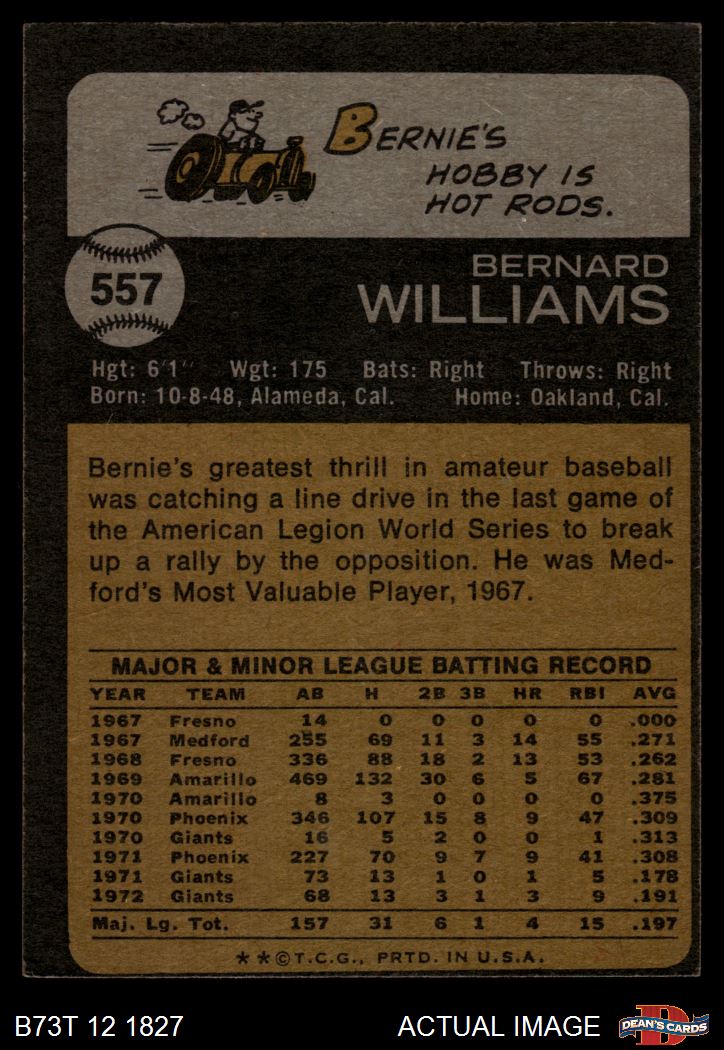 BERNIE'S
HOBBY IS
HOT RODS.
557
BERNARD
WILLIAMS
Hgt: 6'1" Wgt: 175 Bats: Right Throws: Right
Born: 10-8-48, Alameda, Cal. Home: Oakland, Cal.
Bernie's greatest thrill in amateur baseball
was catching a line drive in the last game of
the American Legion World Series to break
up a rally by the opposition. He was Med-
ford's Most Valuable Player, 1967.
MAJOR & MINOR LEAGUE BATTING RECORD
YEAR TEAM AB H 2B 3B HR RBI AVG
1967 Fresno 14 0 0 0 0 0 .000
1967 Medford 255 69 11 3 14 55 .271
1968 Fresno 336 88 18 2 13 53 .262
1969 Amarillo 469 132 30 6 5 67 .281
1970 Amarillo 8 3 0 0 0 0 .375
1970 Phoenix 346 107 15 8 9 47 .309
1970 Giants 16 5 2 0 0 1 .313
1971 Phoenix 227 70 9 7 9 41 .308
1971 Giants 73 13 1 0 1 5 .178
1972 Giants 68 13 3 1 3 9 .191
Maj. Lg. Tot. 157 31 6 1 4 15 .197
**©T.C.G., PRTD. IN U.S.A.
B73T 12 1827 ACTUAL IMAGE
D
DEAN'S CARDS